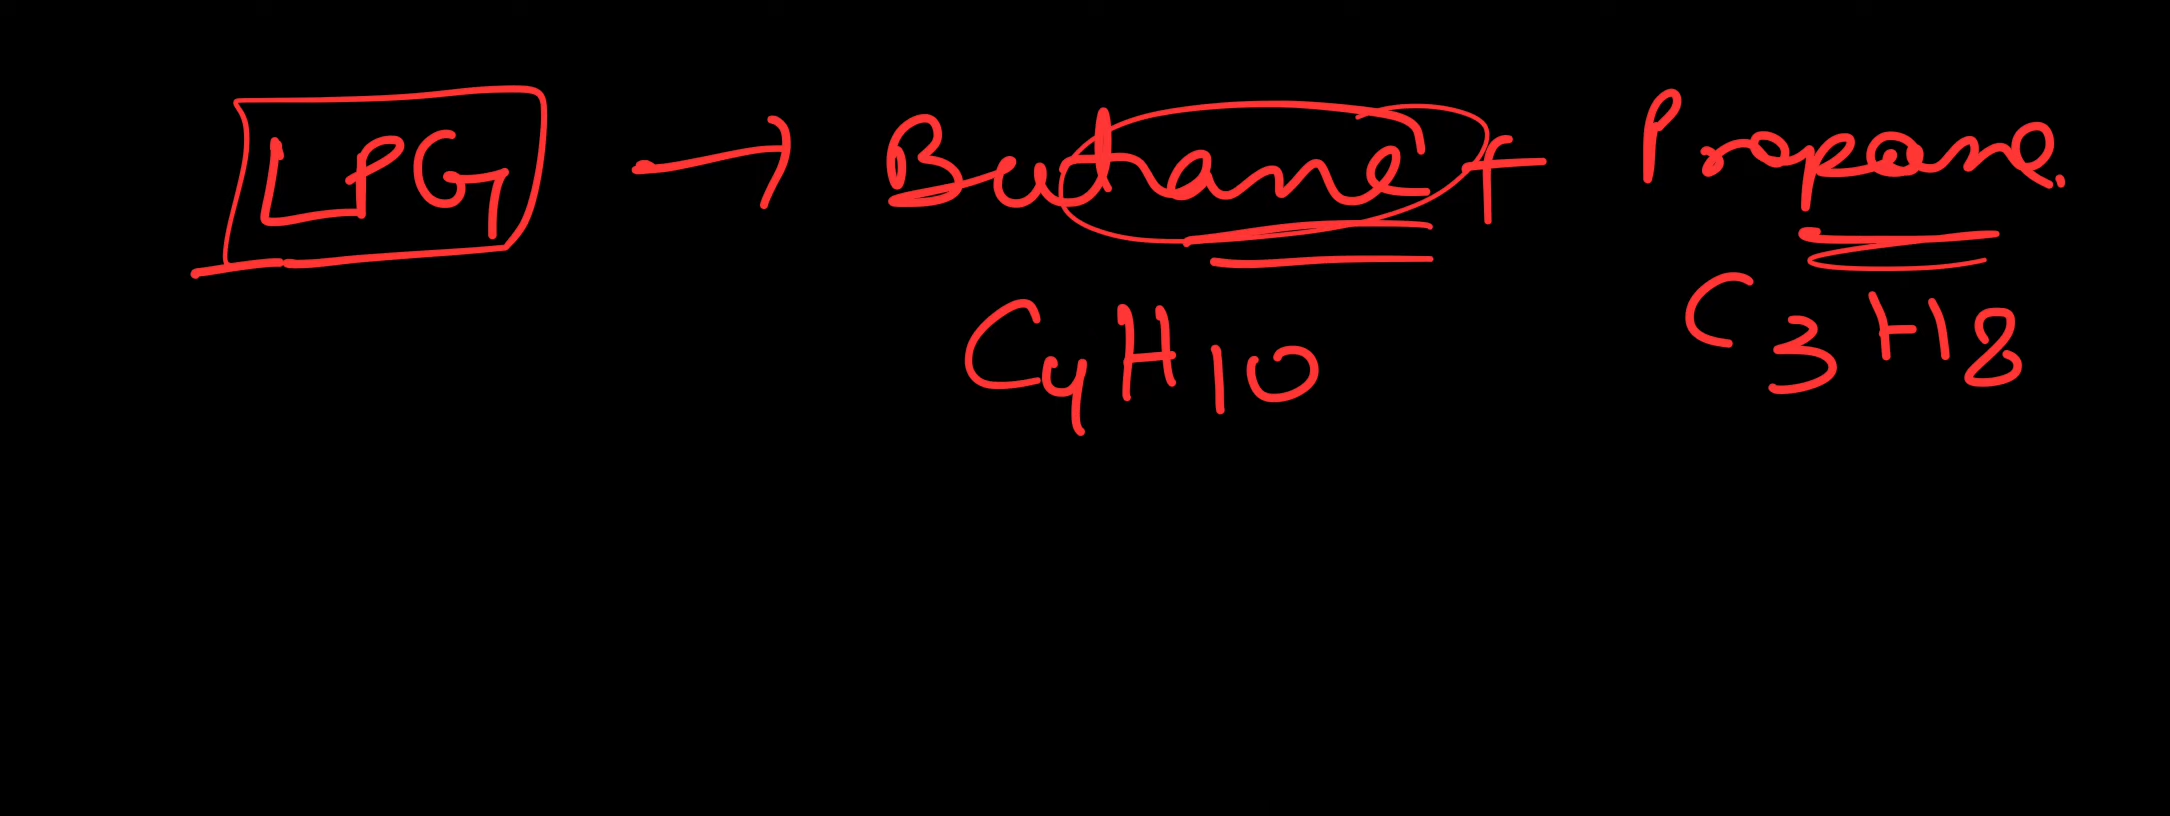 LPG → Butane + Propane.
C4H10 C3H8